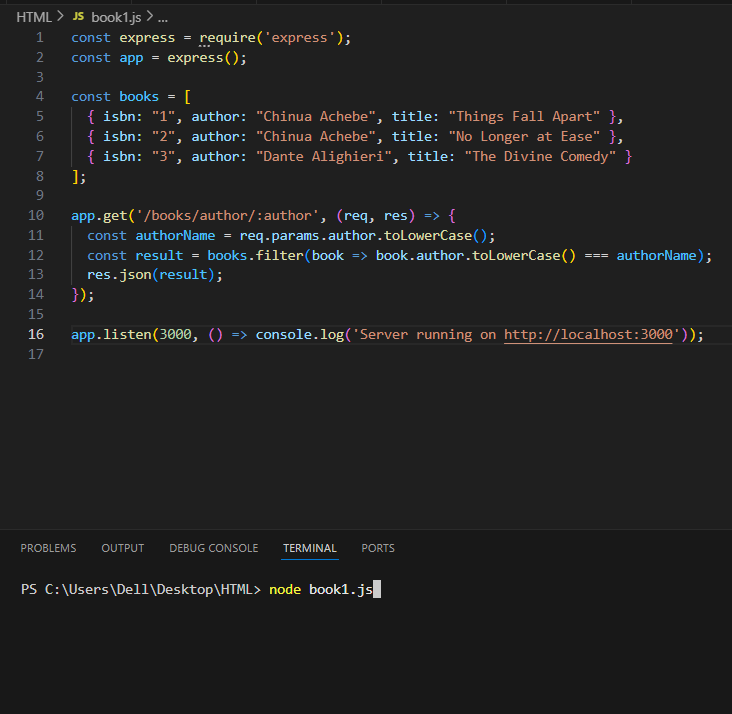 HTML > JS book1.js > ...
1 const express = require('express');
2 const app = express();
3
4 const books = [
5 { isbn: "1", author: "Chinua Achebe", title: "Things Fall Apart" },
6 { isbn: "2", author: "Chinua Achebe", title: "No Longer at Ease" },
7 { isbn: "3", author: "Dante Alighieri", title: "The Divine Comedy" }
8 ];
9
10 app.get('/books/author/:author', (req, res) => {
11 const authorName = req.params.author.toLowerCase();
12 const result = books.filter(book => book.author.toLowerCase() === authorName);
13 res.json(result);
14 });
15
16 app.listen(3000, () => console.log('Server running on http://localhost:3000'));
17
PROBLEMS OUTPUT DEBUG CONSOLE TERMINAL PORTS
PS C:\Users\Dell\Desktop\HTML> node book1.js